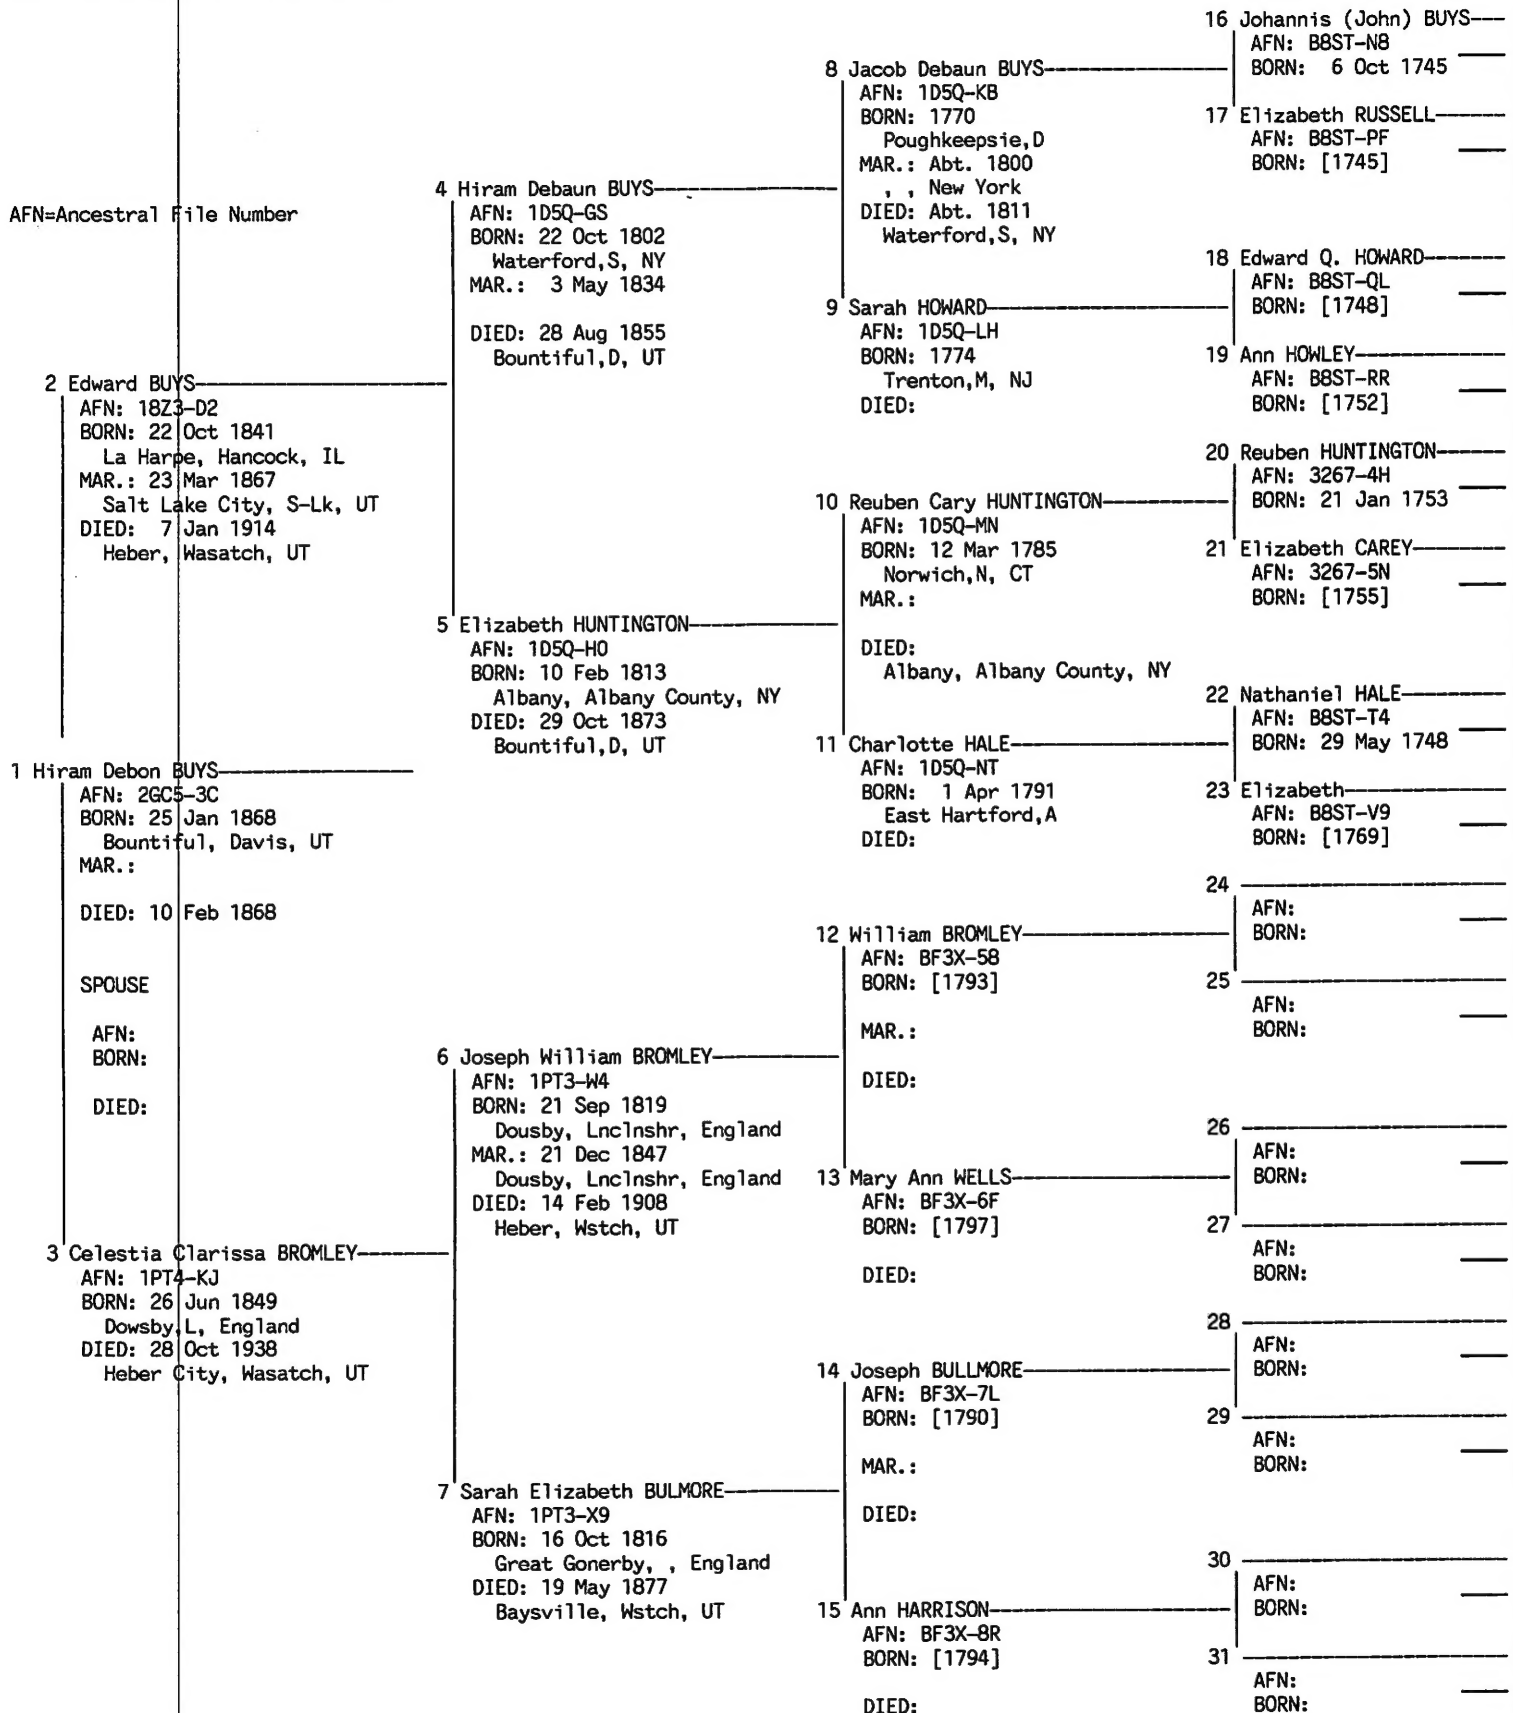 AFN=Ancestral File Number
1 Hiram Debon BUYS
AFN: 2GC5-3C
BORN: 25 Jan 1868
Bountiful, Davis, UT
MAR.:
DIED: 10 Feb 1868
SPOUSE
AFN:
BORN:
DIED:
2 Edward BUYS
AFN: 18Z3-D2
BORN: 22 Oct 1841
La Harpe, Hancock, IL
MAR.: 23 Mar 1867
Salt Lake City, S-Lk, UT
DIED: 7 Jan 1914
Heber, Wasatch, UT
3 Celestia Clarissa BROMLEY
AFN: 1PT4-KJ
BORN: 26 Jun 1849
Dowsby,L, England
DIED: 28 Oct 1938
Heber City, Wasatch, UT
4 Hiram Debaun BUYS
AFN: 1D5Q-GS
BORN: 22 Oct 1802
Waterford,S, NY
MAR.: 3 May 1834
DIED: 28 Aug 1855
Bountiful,D, UT
5 Elizabeth HUNTINGTON
AFN: 1D5Q-H0
BORN: 10 Feb 1813
Albany, Albany County, NY
DIED: 29 Oct 1873
Bountiful,D, UT
6 Joseph William BROMLEY
AFN: 1PT3-W4
BORN: 21 Sep 1819
Dousby, Lnclnshr, England
MAR.: 21 Dec 1847
Dousby, Lnclnshr, England
DIED: 14 Feb 1908
Heber, Wstch, UT
7 Sarah Elizabeth BULMORE
AFN: 1PT3-X9
BORN: 16 Oct 1816
Great Gonerby, , England
DIED: 19 May 1877
Baysville, Wstch, UT
8 Jacob Debaun BUYS
AFN: 1D5Q-KB
BORN: 1770
Poughkeepsie,D
MAR.: Abt. 1800
, , New York
DIED: Abt. 1811
Waterford,S, NY
9 Sarah HOWARD
AFN: 1D5Q-LH
BORN: 1774
Trenton,M, NJ
DIED:
10 Reuben Cary HUNTINGTON
AFN: 1D5Q-MN
BORN: 12 Mar 1785
Norwich,N, CT
MAR.:
DIED:
Albany, Albany County, NY
11 Charlotte HALE
AFN: 1D5Q-NT
BORN: 1 Apr 1791
East Hartford,A
DIED:
12 William BROMLEY
AFN: BF3X-58
BORN: [1793]
MAR.:
DIED:
13 Mary Ann WELLS
AFN: BF3X-6F
BORN: [1797]
DIED:
14 Joseph BULLMORE
AFN: BF3X-7L
BORN: [1790]
MAR.:
DIED:
15 Ann HARRISON
AFN: BF3X-8R
BORN: [1794]
DIED:
16 Johannis (John) BUYS
AFN: B8ST-N8
BORN: 6 Oct 1745
17 Elizabeth RUSSELL
AFN: B8ST-PF
BORN: [1745]
18 Edward Q. HOWARD
AFN: B8ST-QL
BORN: [1748]
19 Ann HOWLEY
AFN: B8ST-RR
BORN: [1752]
20 Reuben HUNTINGTON
AFN: 3267-4H
BORN: 21 Jan 1753
21 Elizabeth CAREY
AFN: 3267-5N
BORN: [1755]
22 Nathaniel HALE
AFN: B8ST-T4
BORN: 29 May 1748
23 Elizabeth
AFN: B8ST-V9
BORN: [1769]
24
AFN:
BORN:
25
AFN:
BORN:
26
AFN:
BORN:
27
AFN:
BORN:
28
AFN:
BORN:
29
AFN:
BORN:
30
AFN:
BORN:
31
AFN:
BORN: